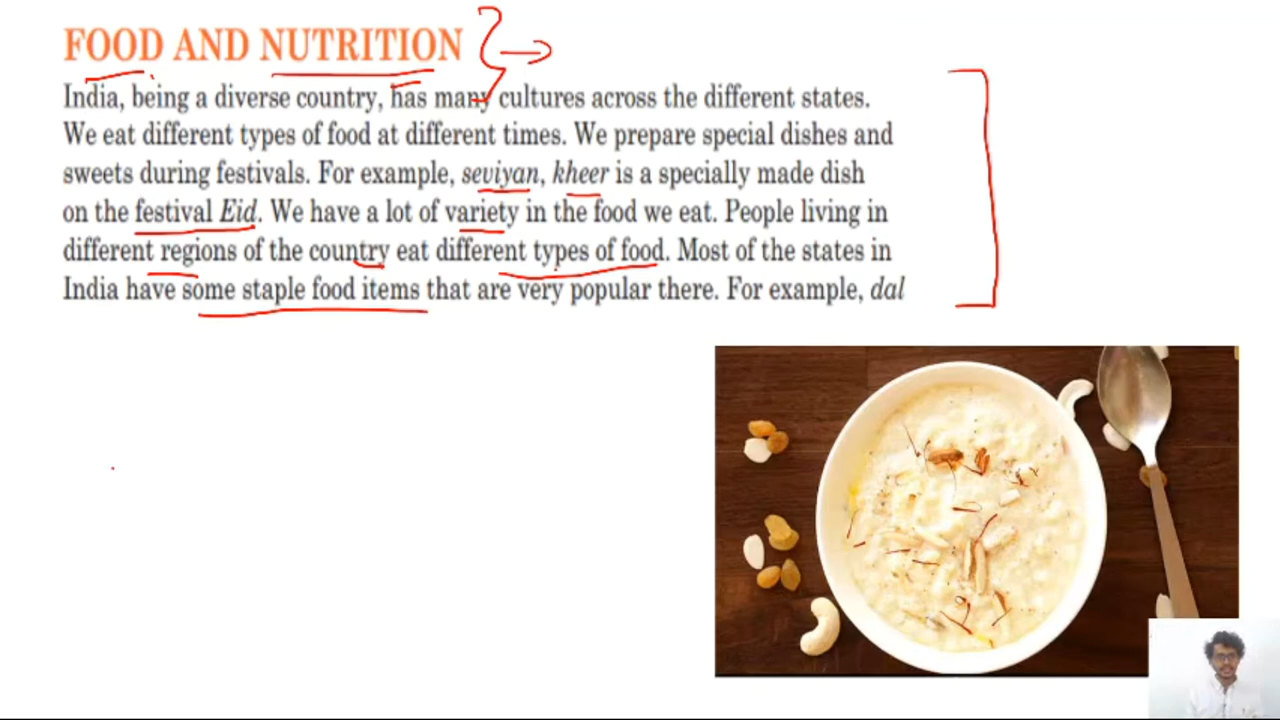 FOOD AND NUTRITION
India, being a diverse country, has many cultures across the different states.
We eat different types of food at different times. We prepare special dishes and
sweets during festivals. For example, seviyan, kheer is a specially made dish
on the festival Eid. We have a lot of variety in the food we eat. People living in
different regions of the country eat different types of food. Most of the states in
India have some staple food items that are very popular there. For example, dal